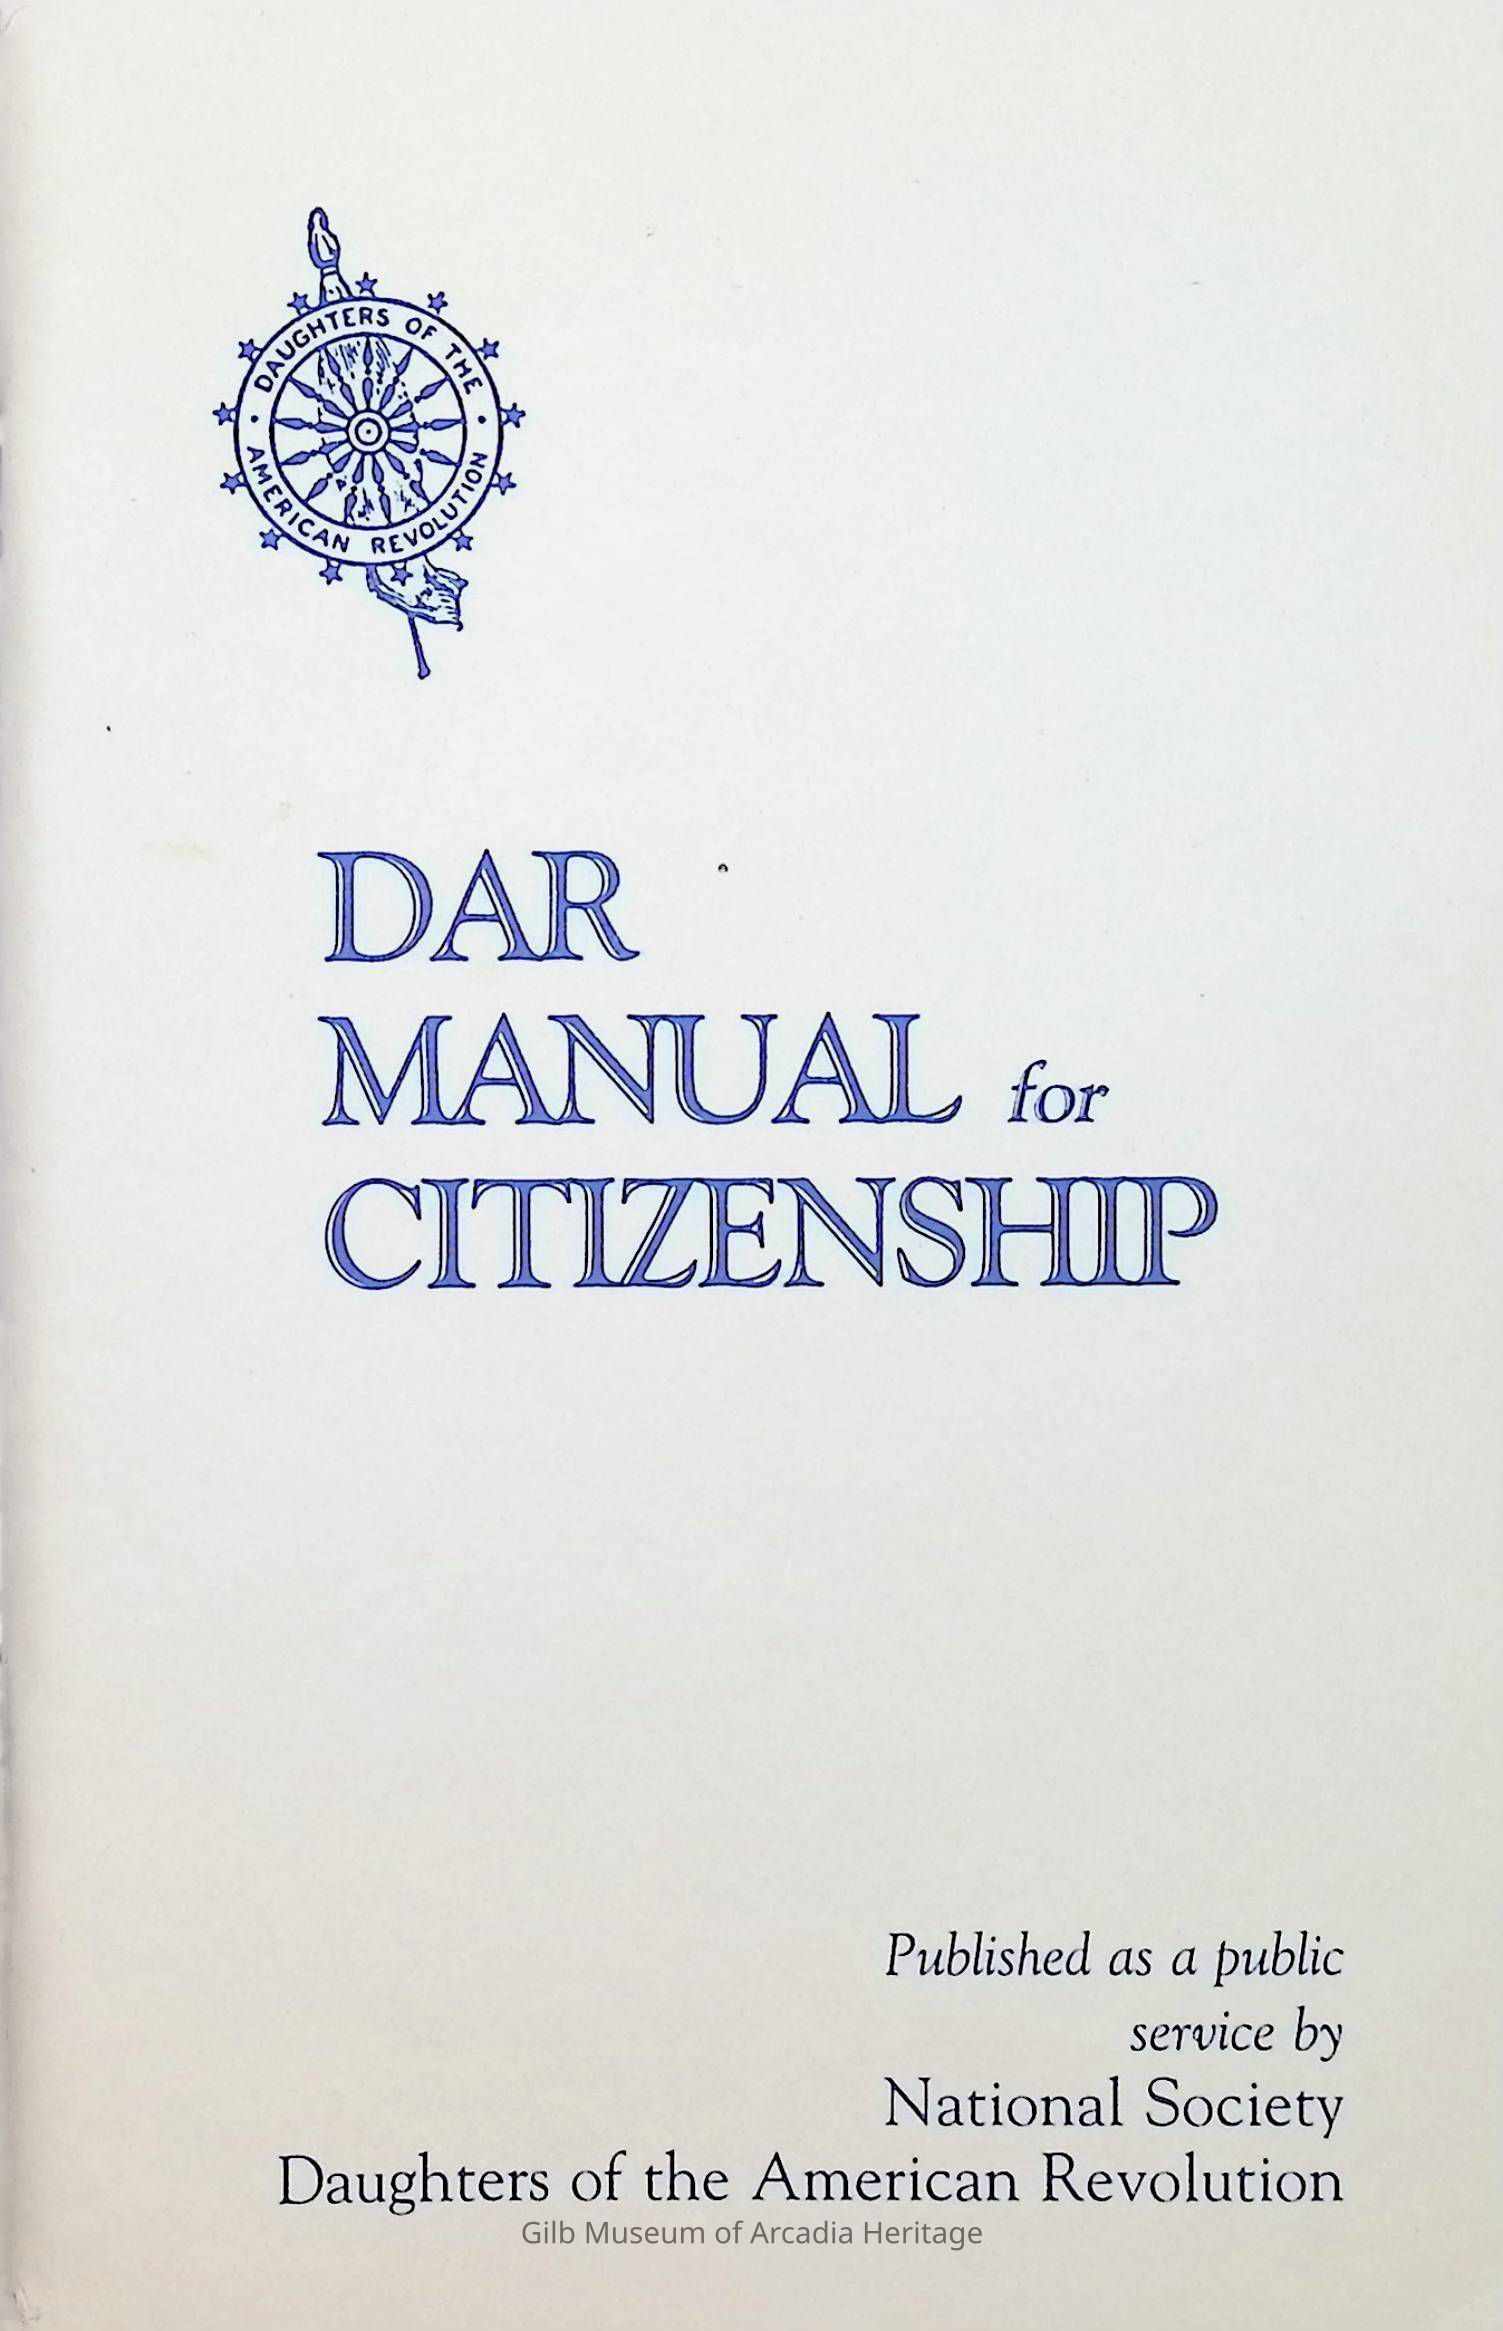 DAUGHTERS OF THE
AMERICAN REVOLUTION
DAR
MANUAL for
CITIZENSHIP
Published as a public
service by
National Society
Daughters of the American Revolution
Gilb Museum of Arcadia Heritage